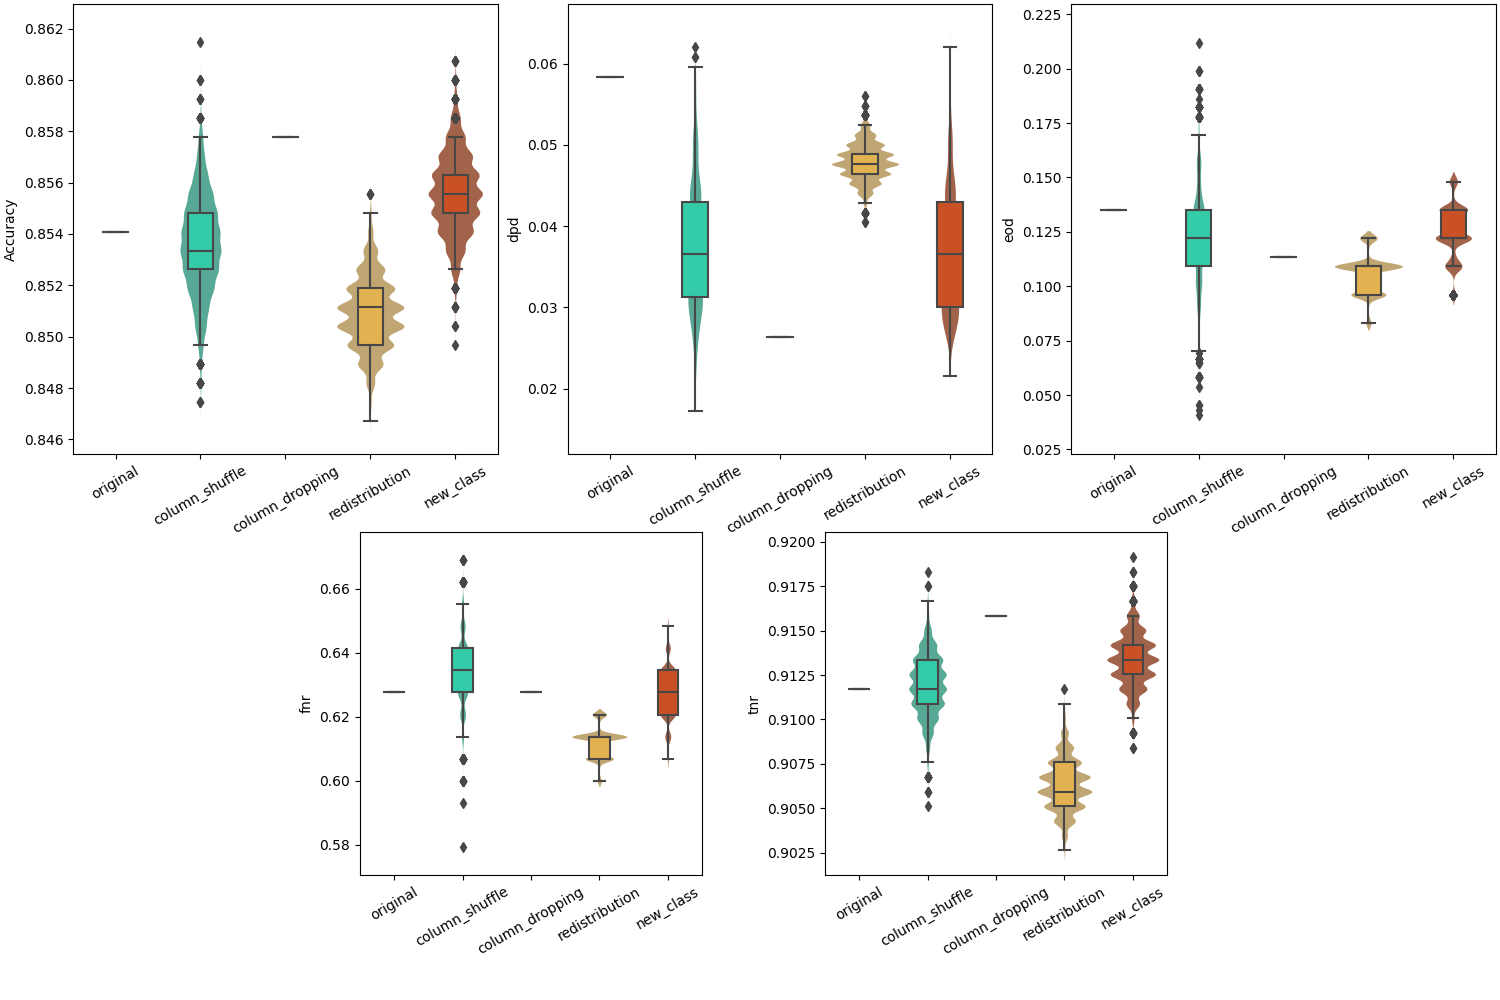 Accuracy
0.862
0.860
0.858
0.856
0.854
0.852
0.850
0.848
0.846
original
column_shuffle
column_dropping
redistribution
new_class
dpd
0.06
0.05
0.04
0.03
0.02
original
column_shuffle
column_dropping
redistribution
new_class
eod
0.225
0.200
0.175
0.150
0.125
0.100
0.075
0.050
0.025
original
column_shuffle
column_dropping
redistribution
new_class
fnr
0.66
0.64
0.62
0.60
0.58
original
column_shuffle
column_dropping
redistribution
new_class
tnr
0.9200
0.9175
0.9150
0.9125
0.9100
0.9075
0.9050
0.9025
original
column_shuffle
column_dropping
redistribution
new_class